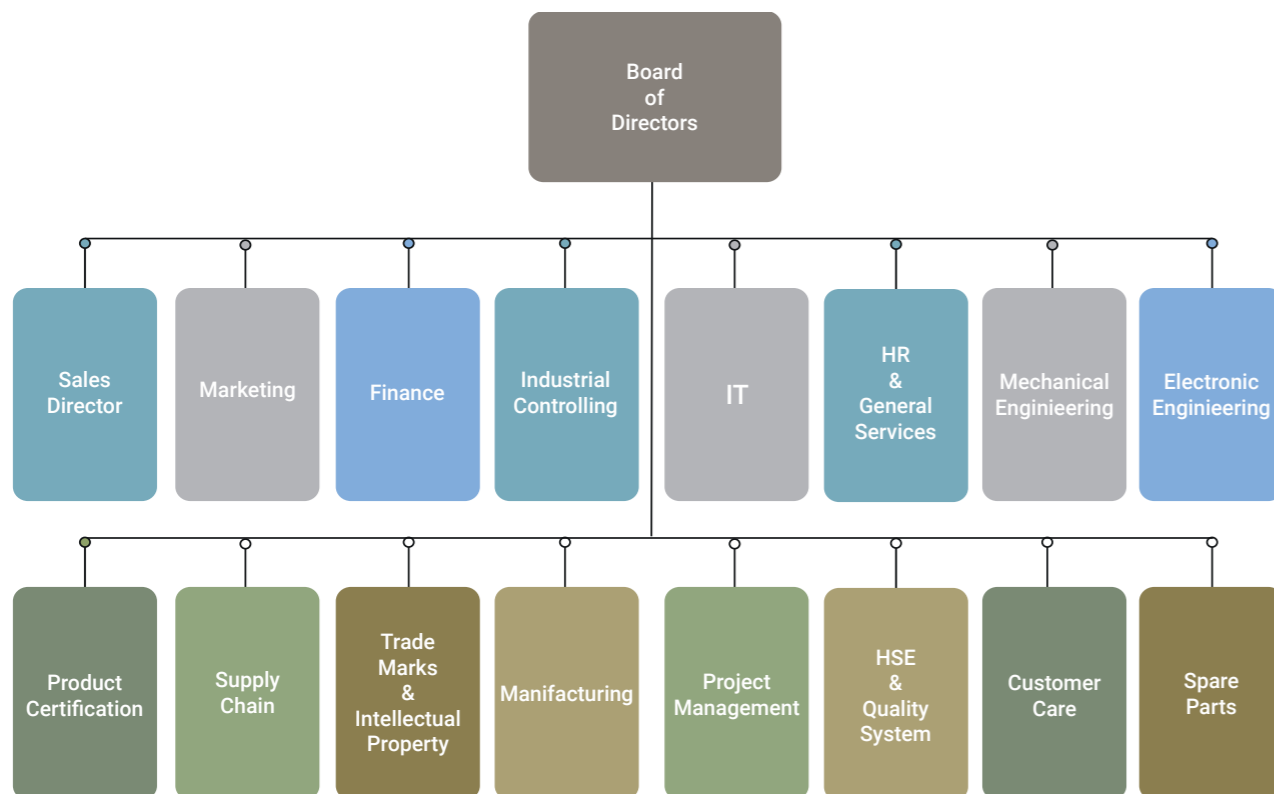 Board
of
Directors
Sales
Director
Marketing
Finance
Industrial
Controlling
IT
HR
&
General
Services
Mechanical
Enginieering
Electronic
Enginieering
Product
Certification
Supply
Chain
Trade
Marks
&
Intellectual
Property
Manifacturing
Project
Management
HSE
&
Quality
System
Customer
Care
Spare
Parts